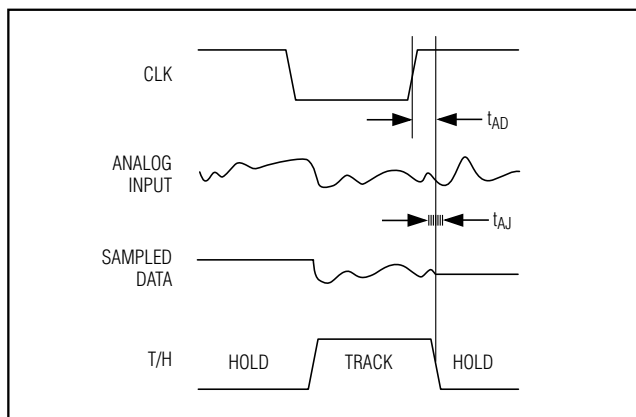 CLK
tAD
ANALOG
INPUT
tAJ
SAMPLED
DATA
T/H
HOLD
TRACK
HOLD